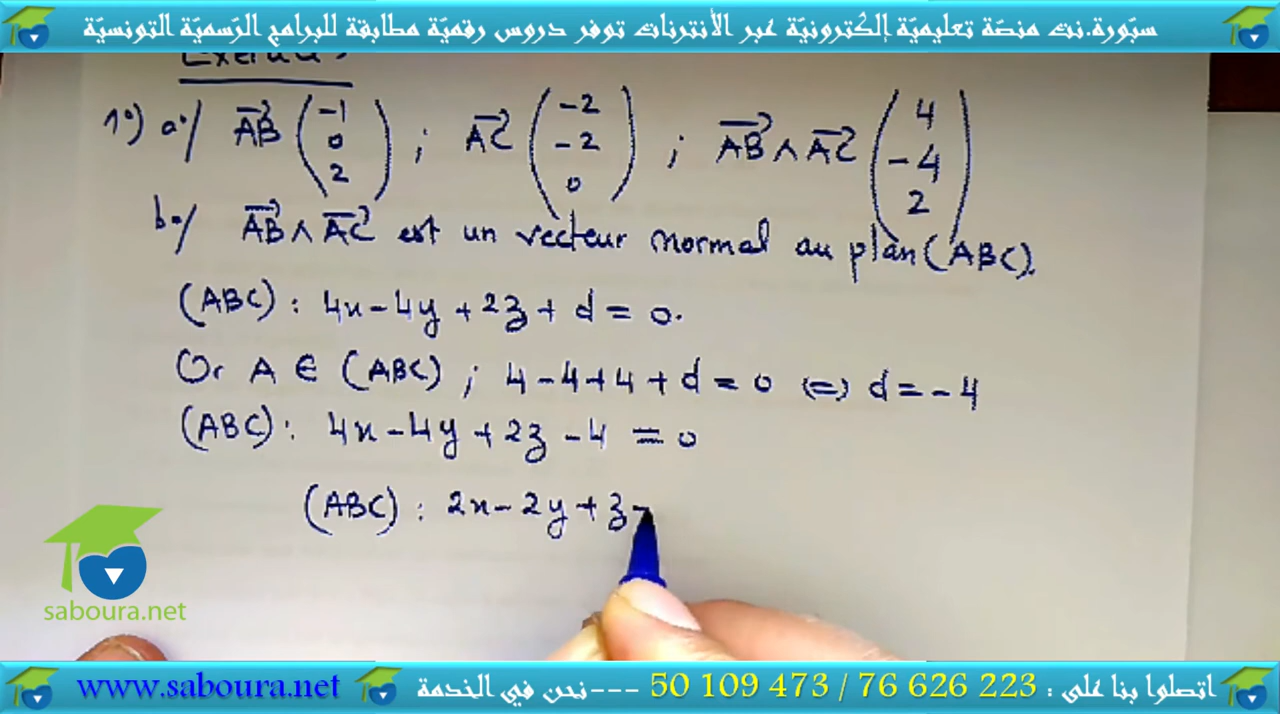 سبّورة.نت منصّة تعليميّة إلكترونيّة عبر الأنترنات توفر دروس رقميّة مطابقة للبرامج الرّسميّة التونسيّة
1°) a°/ AB⃗ (-1 0 2) ; AC⃗ (-2 -2 0) ; AB⃗ ∧ AC⃗ (4 -4 2)
b°/ AB⃗ ∧ AC⃗ est un vecteur normal au plan (ABC).
(ABC) : 4x - 4y + 2z + d = 0.
Or A ∈ (ABC) ; 4 - 4 + 4 + d = 0 (=) d = - 4
(ABC) : 4x - 4y + 2z - 4 = 0
(ABC) : 2x - 2y + z -
saboura.net
www.saboura.net اتصلوا بنا على : 50 109 473 / 76 626 223 ---نحن في الخدمة